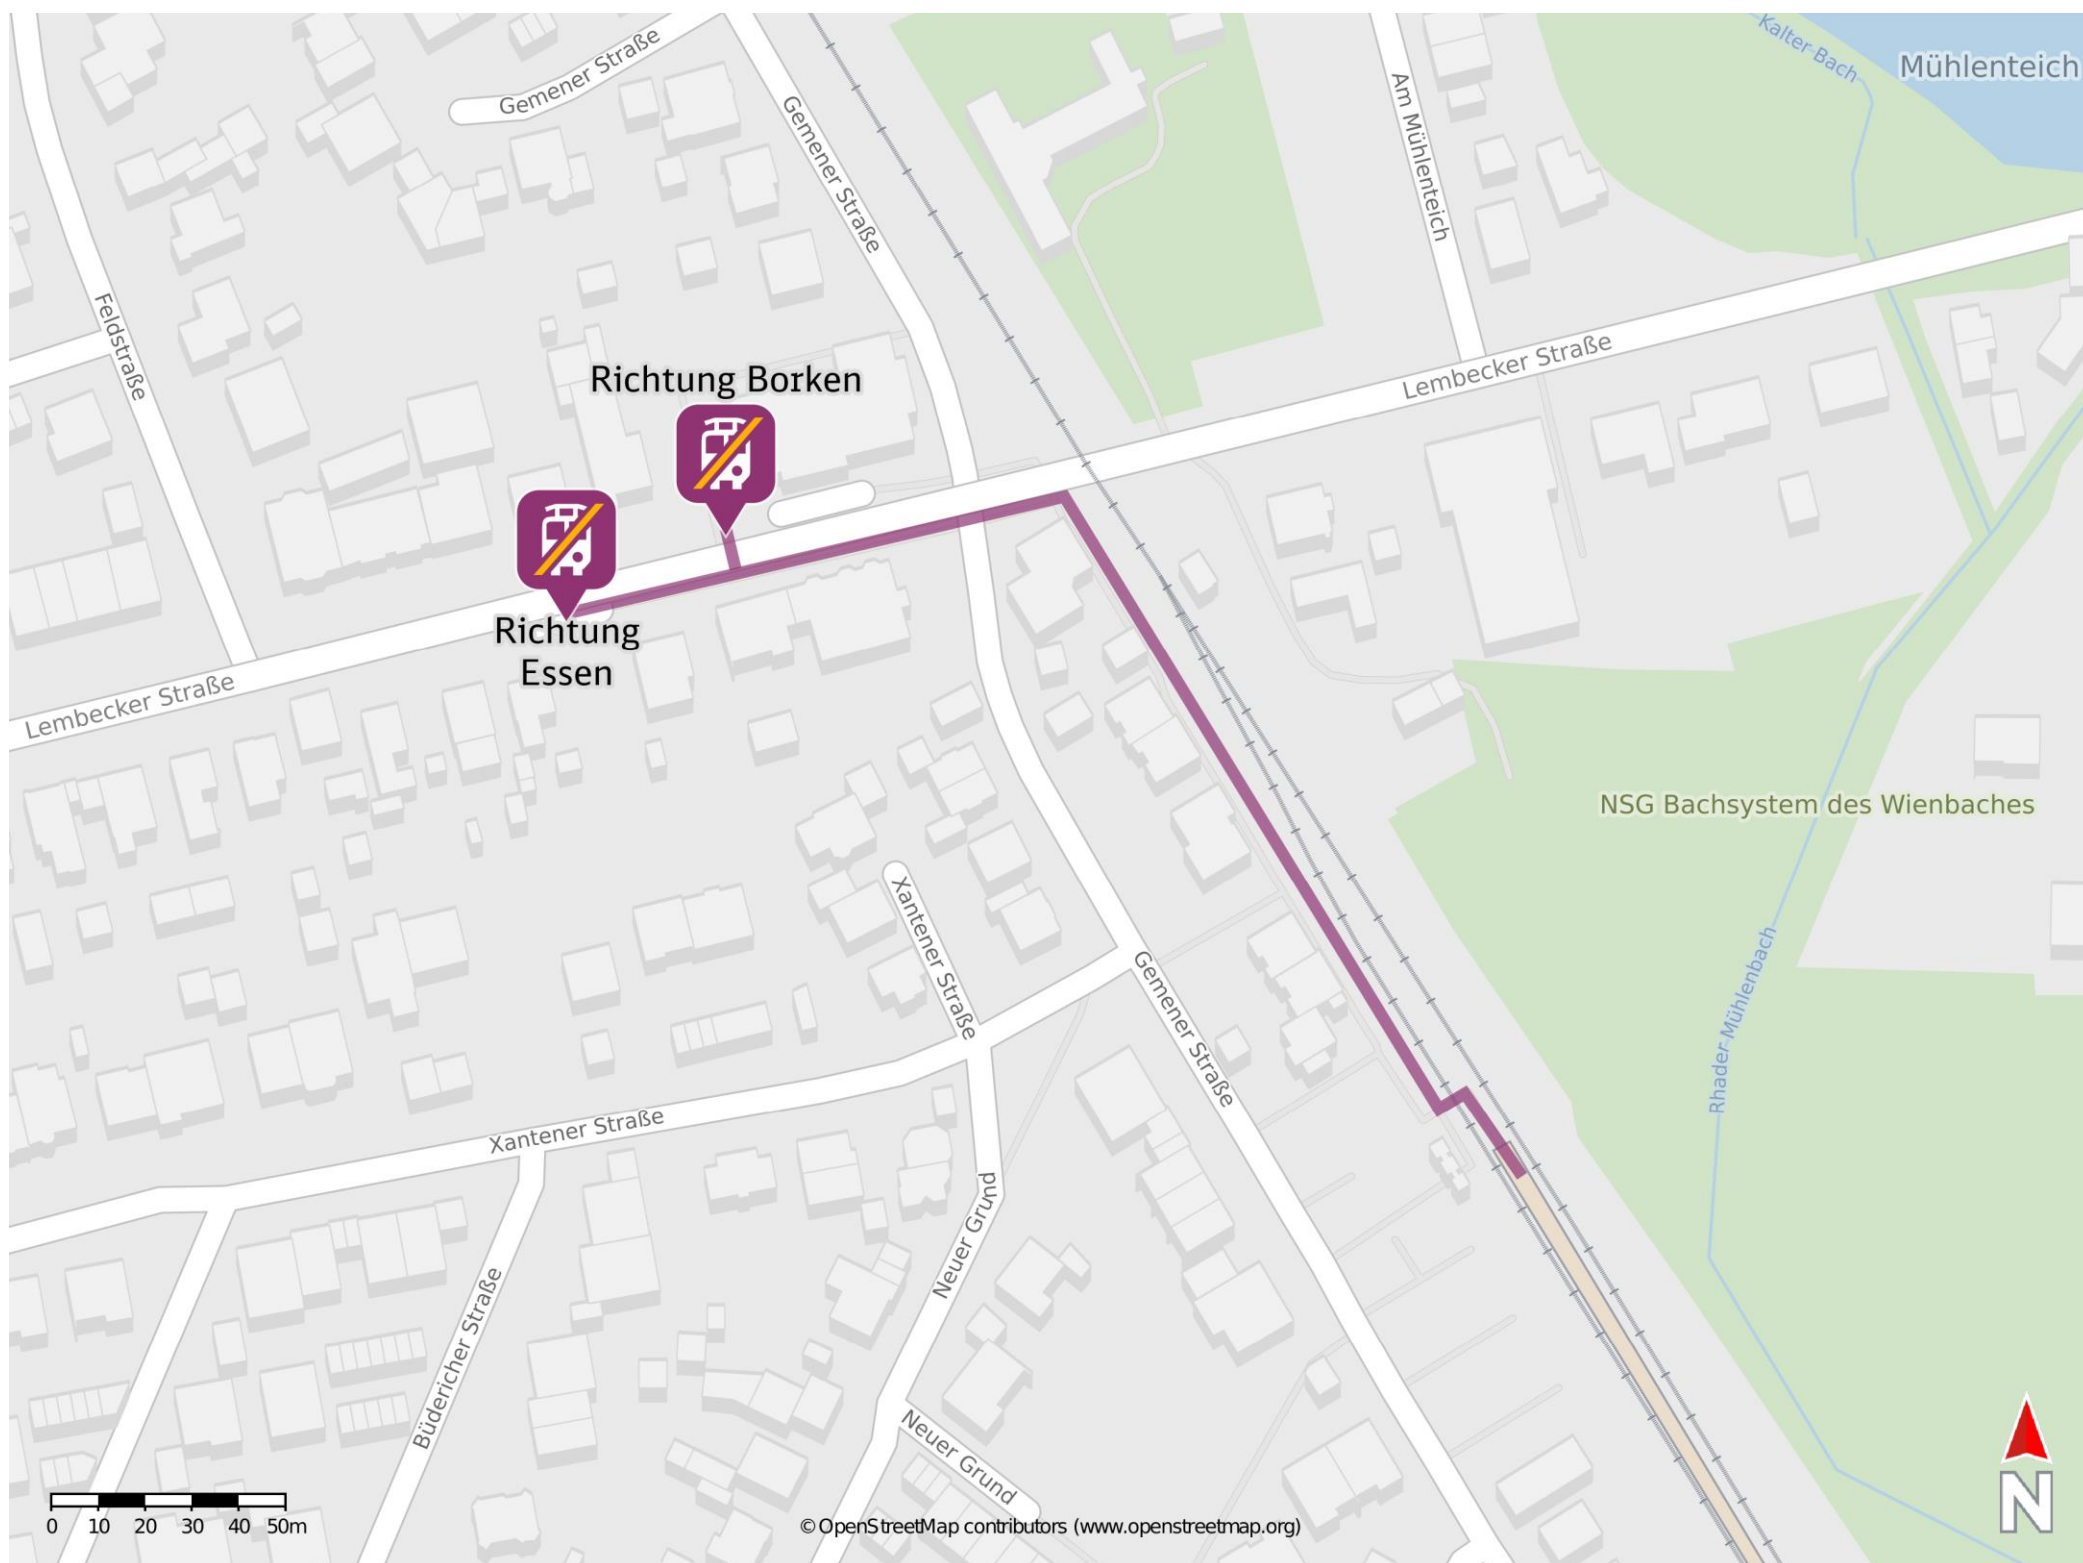 Kalter Bach
Mühlenteich
Gemener Straße
Gemener Straße
Am Mühlenteich
Feldstraße
Lembecker Straße
Richtung Borken
Richtung
Essen
Lembecker Straße
NSG Bachsystem des Wienbaches
Xantener Straße
Gemener Straße
Rhader Mühlenbach
Xantener Straße
Neuer Grund
Büdericher Straße
Neuer Grund
N
0 10 20 30 40 50m
© OpenStreetMap contributors (www.openstreetmap.org)